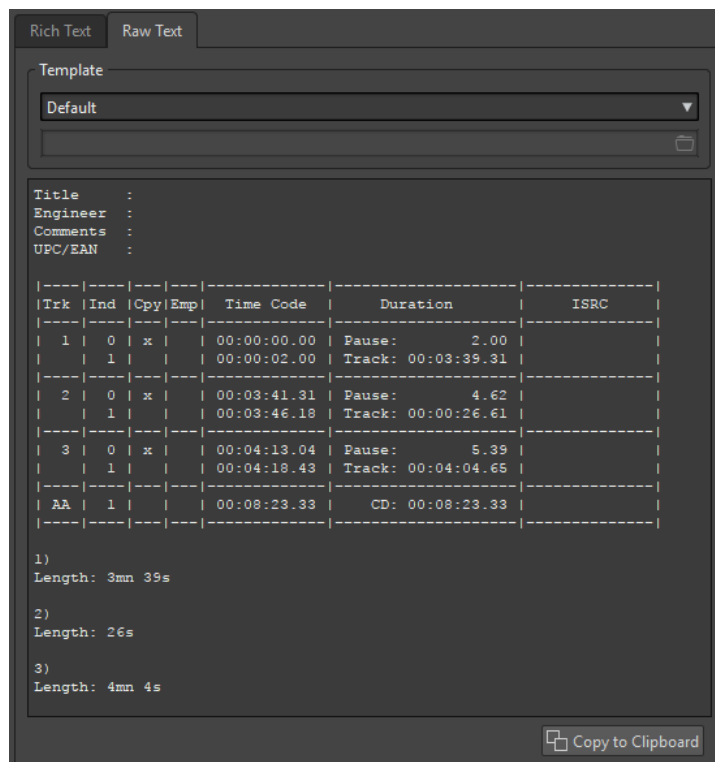 Rich Text Raw Text
Template
Default
Title     :
Engineer  :
Comments  :
UPC/EAN   :
|----|----|---|---|-------------|--------------------|--------------|
|Trk |Ind |Cpy|Emp|  Time Code  |     Duration       |     ISRC     |
|----|----|---|---|-------------|--------------------|--------------|
|  1 |  0 | x |   | 00:00:00.00 | Pause:        2.00 |              |
|    |  1 |   |   | 00:00:02.00 | Track: 00:03:39.31 |              |
|----|----|---|---|-------------|--------------------|--------------|
|  2 |  0 | x |   | 00:03:41.31 | Pause:        4.62 |              |
|    |  1 |   |   | 00:03:46.18 | Track: 00:00:26.61 |              |
|----|----|---|---|-------------|--------------------|--------------|
|  3 |  0 | x |   | 00:04:13.04 | Pause:        5.39 |              |
|    |  1 |   |   | 00:04:18.43 | Track: 00:04:04.65 |              |
|----|----|---|---|-------------|--------------------|--------------|
| AA |  1 |   |   | 00:08:23.33 |    CD: 00:08:23.33 |              |
|----|----|---|---|-------------|--------------------|--------------|
1)
Length: 3mn 39s
2)
Length: 26s
3)
Length: 4mn 4s
Copy to Clipboard